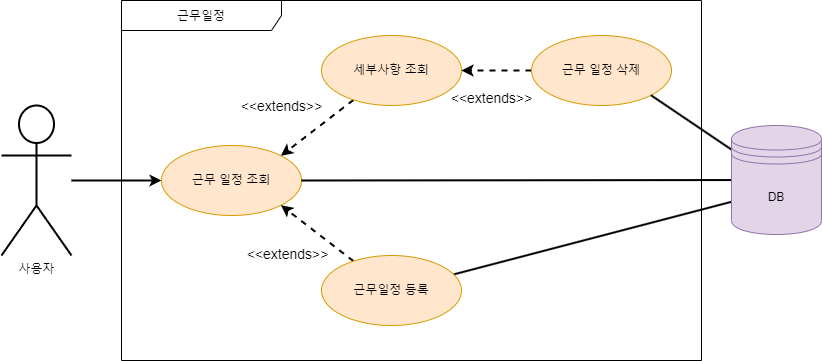 근무일정
세부사항 조회
근무 일정 삭제
<<extends>>
<<extends>>
근무 일정 조회
DB
<<extends>>
사용자
근무일정 등록